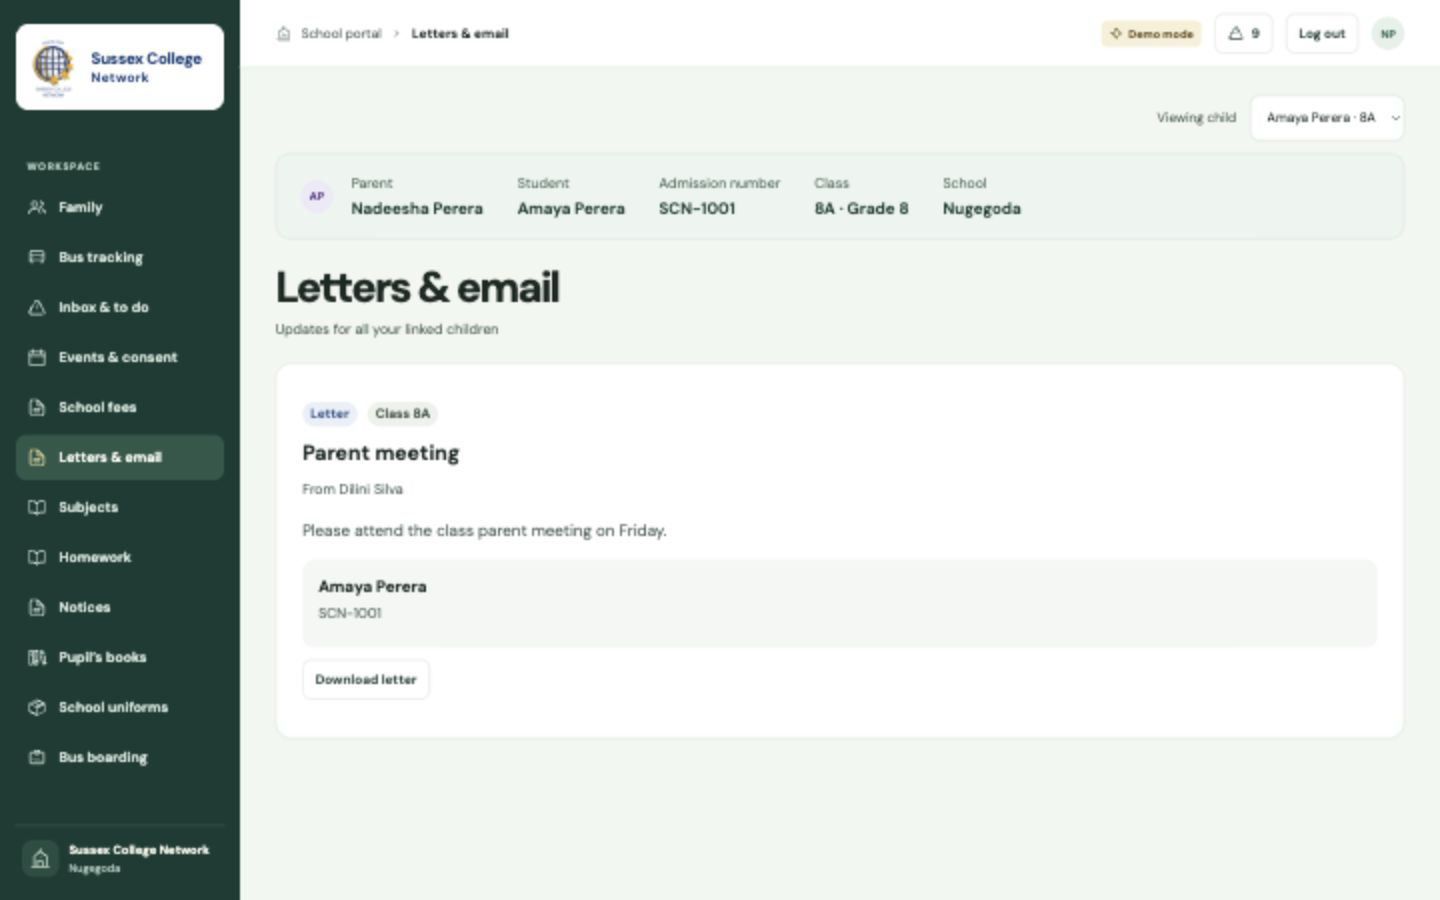 Sussex College
Network
WORKSPACE
Family
Bus tracking
Inbox & to do
Events & consent
School fees
Letters & email
Subjects
Homework
Notices
Pupil's books
School uniforms
Bus boarding
Sussex College Network
Nugegoda
School portal > Letters & email
Demo mode
9
Log out
NP
Viewing child
Amaya Perera · 8A
AP
Parent
Nadeesha Perera
Student
Amaya Perera
Admission number
SCN-1001
Class
8A · Grade 8
School
Nugegoda
Letters & email
Updates for all your linked children
Letter
Class 8A
Parent meeting
From Dilini Silva
Please attend the class parent meeting on Friday.
Amaya Perera
SCN-1001
Download letter